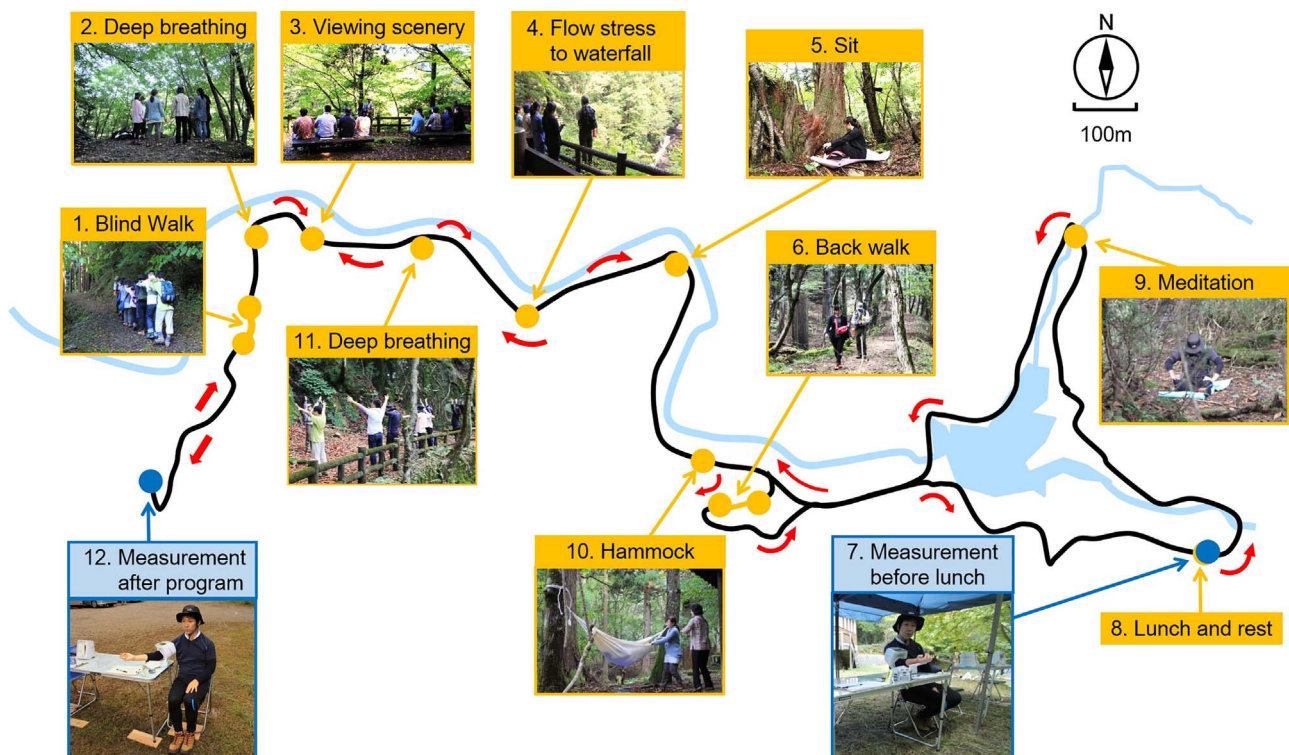 2. Deep breathing
3. Viewing scenery
4. Flow stress
to waterfall
5. Sit
N
100m
1. Blind Walk
6. Back walk
9. Meditation
11. Deep breathing
10. Hammock
7. Measurement
before lunch
12. Measurement
after program
8. Lunch and rest